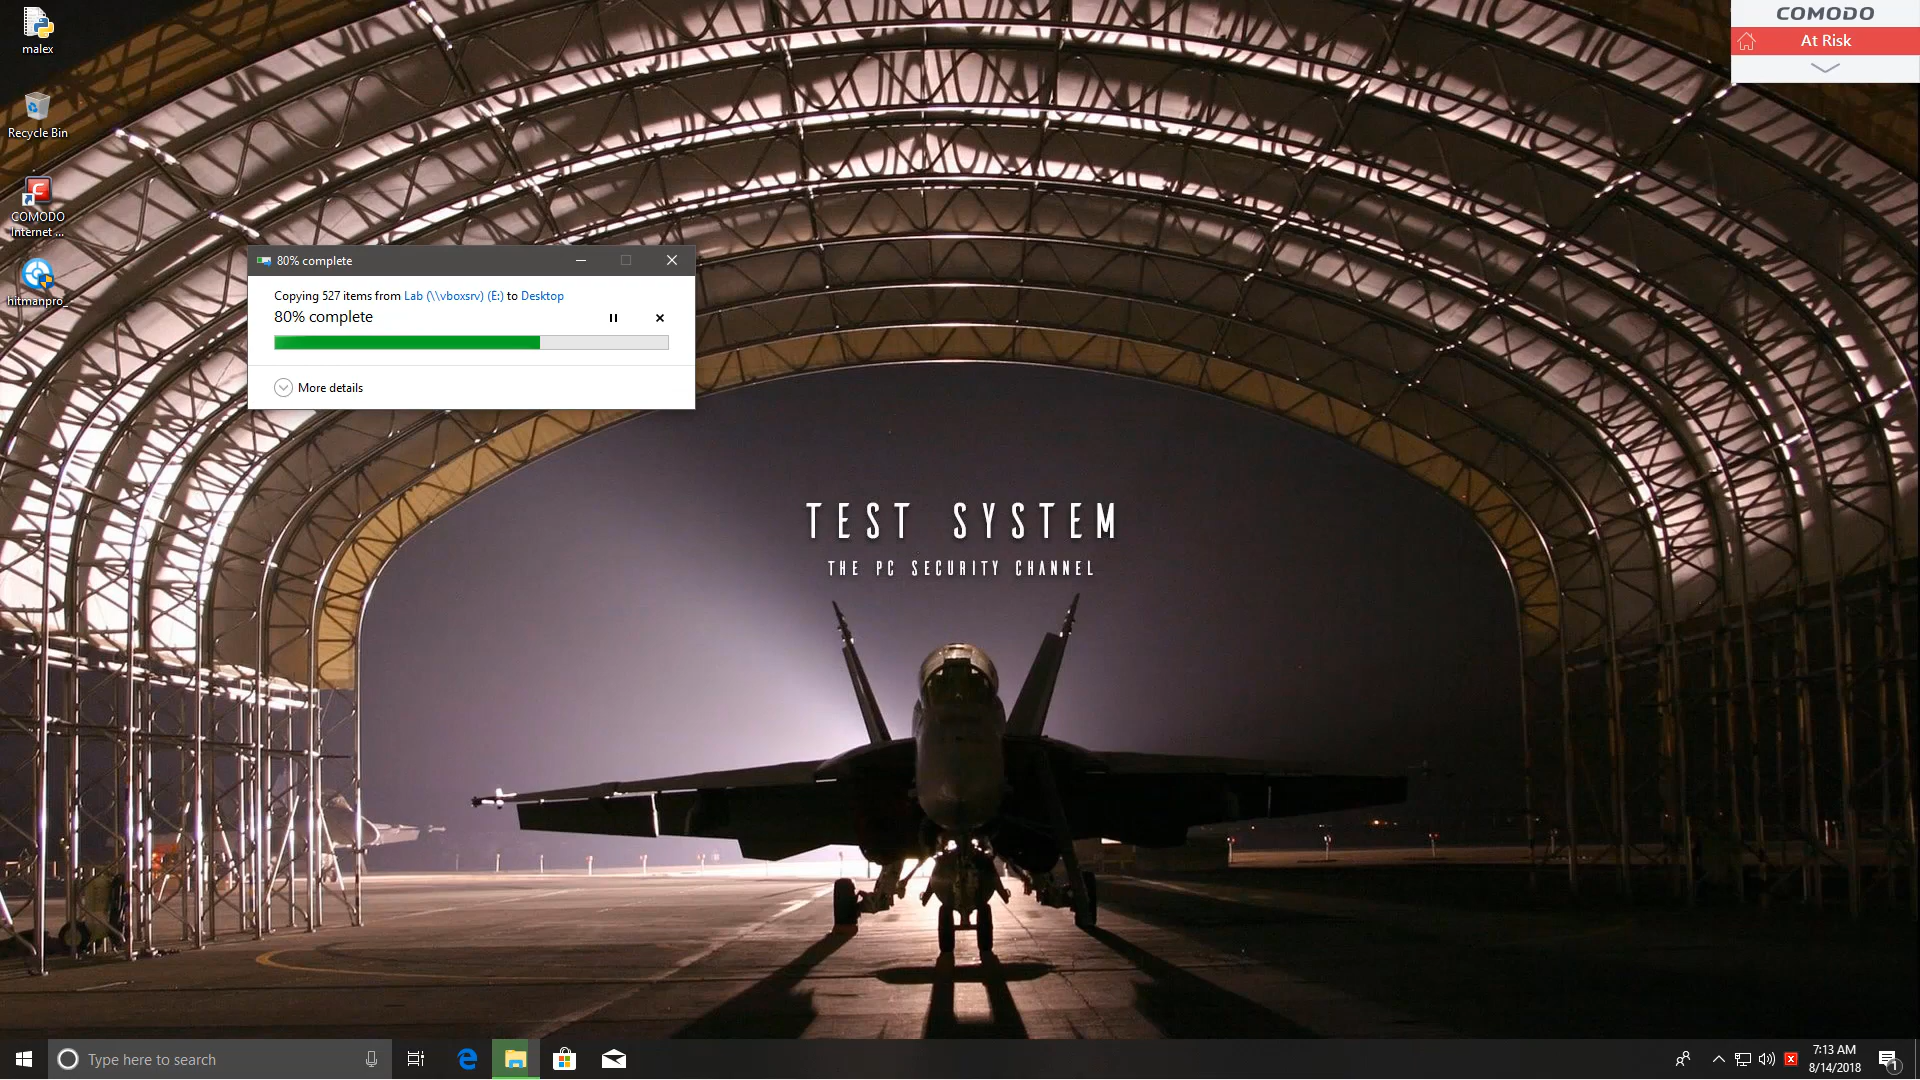 malex
Recycle Bin
COMODO
Internet ...
hitmanpro_
COMODO
At Risk
80% complete
Copying 527 items from Lab (\\vboxsrv) (E:) to Desktop
80% complete
More details
TEST SYSTEM
THE PC SECURITY CHANNEL
Type here to search
7:13 AM
8/14/2018
1